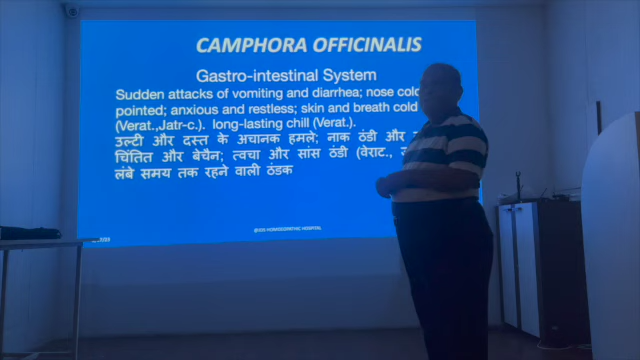 CAMPHORA OFFICINALIS
Gastro-intestinal System
Sudden attacks of vomiting and diarrhea; nose cold
pointed; anxious and restless; skin and breath cold
(Verat.,Jatr-c.). long-lasting chill (Verat.).
उल्टी और दस्त के अचानक हमले; नाक ठंडी और
चिंतित और बेचैन; त्वचा और सांस ठंडी (वेराट.,
लंबे समय तक रहने वाली ठंडक
HOMOEOPATHIC HOSPITAL